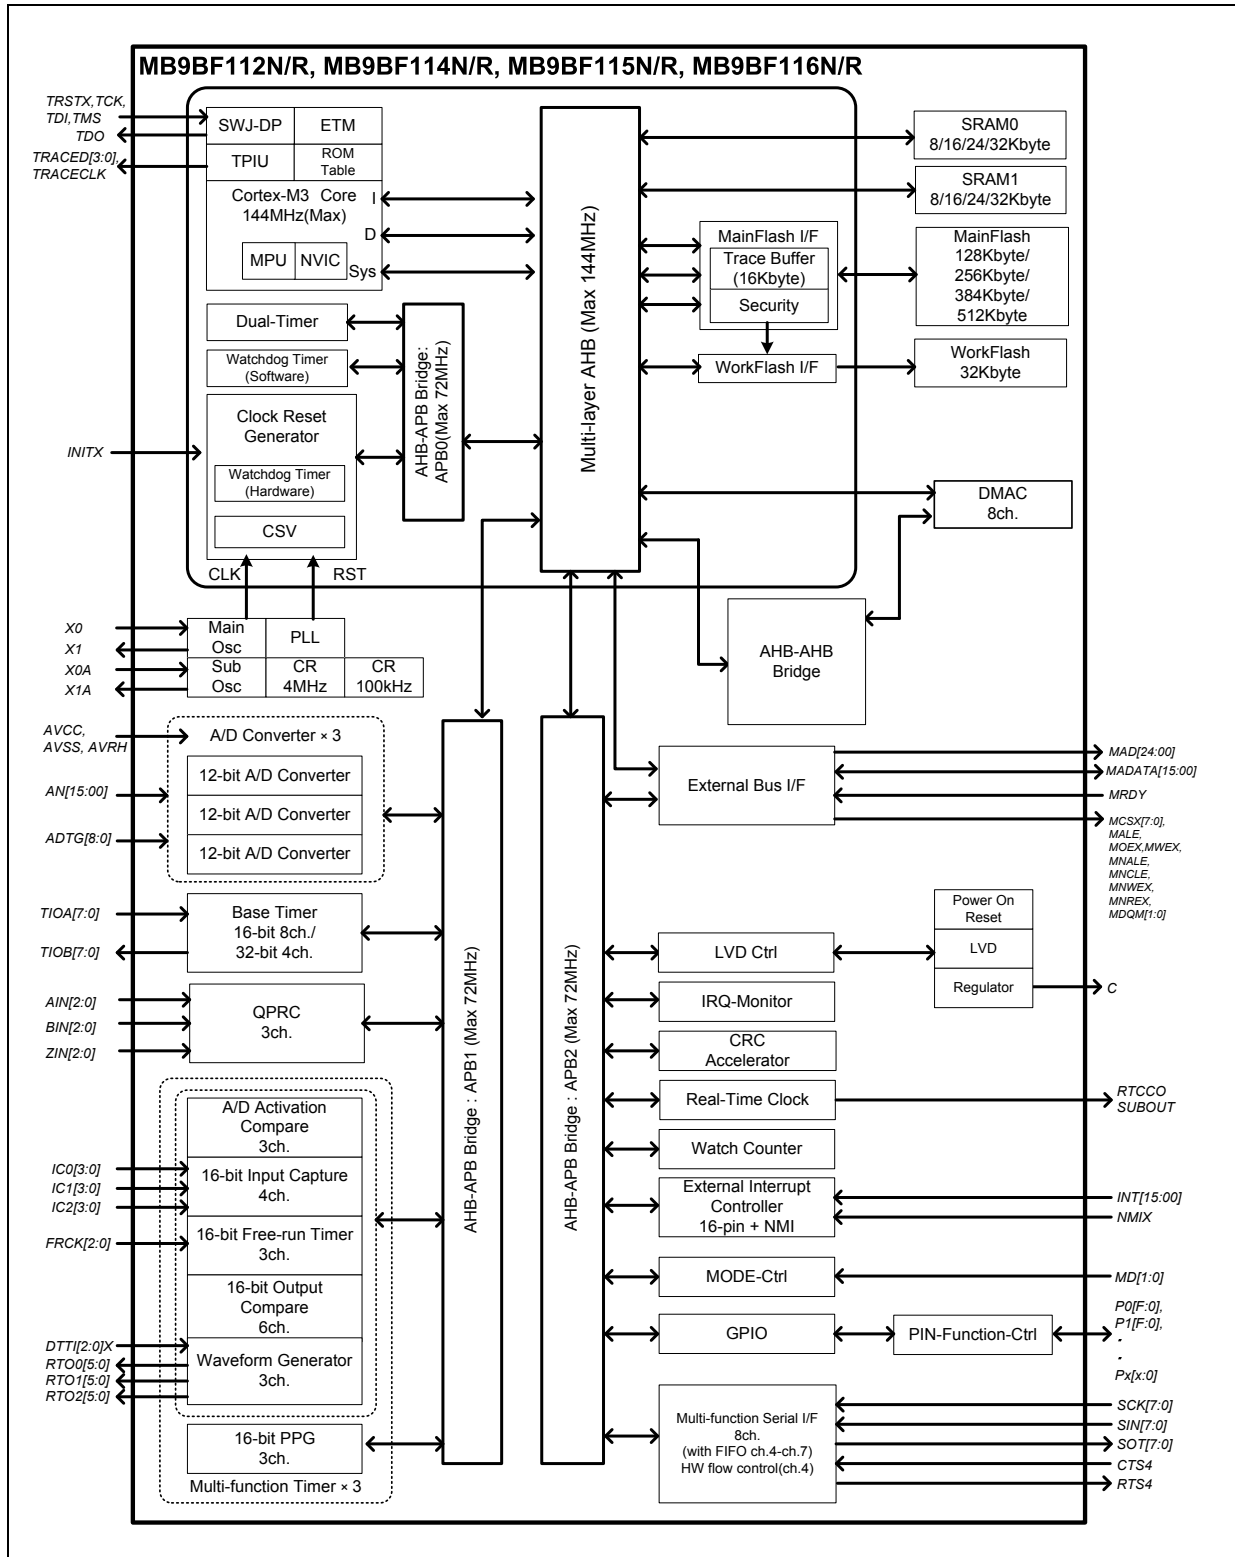 MB9BF112N/R, MB9BF114N/R, MB9BF115N/R, MB9BF116N/R
TRSTX,TCK,
TDI,TMS
TDO
TRACED[3:0],
TRACECLK
SWJ-DP
ETM
TPIU
ROM
Table
Cortex-M3 Core
144MHz(Max)
I
D
Sys
MPU
NVIC
Dual-Timer
Watchdog Timer
(Software)
Clock Reset
Generator
Watchdog Timer
(Hardware)
CSV
INITX
CLK
RST
AHB-APB Bridge:
APB0(Max 72MHz)
Multi-layer AHB (Max 144MHz)
SRAM0
8/16/24/32Kbyte
SRAM1
8/16/24/32Kbyte
MainFlash I/F
Trace Buffer
(16Kbyte)
Security
MainFlash
128Kbyte/
256Kbyte/
384Kbyte/
512Kbyte
WorkFlash I/F
WorkFlash
32Kbyte
DMAC
8ch.
AHB-AHB
Bridge
X0
X1
X0A
X1A
Main
Osc
PLL
Sub
Osc
CR
4MHz
CR
100kHz
AVCC,
AVSS, AVRH
AN[15:00]
ADTG[8:0]
A/D Converter × 3
12-bit A/D Converter
12-bit A/D Converter
12-bit A/D Converter
TIOA[7:0]
TIOB[7:0]
Base Timer
16-bit 8ch./
32-bit 4ch.
AIN[2:0]
BIN[2:0]
ZIN[2:0]
QPRC
3ch.
A/D Activation
Compare
3ch.
IC0[3:0]
IC1[3:0]
IC2[3:0]
16-bit Input Capture
4ch.
FRCK[2:0]
16-bit Free-run Timer
3ch.
16-bit Output
Compare
6ch.
DTTI[2:0]X
RTO0[5:0]
RTO1[5:0]
RTO2[5:0]
Waveform Generator
3ch.
16-bit PPG
3ch.
Multi-function Timer × 3
AHB-APB Bridge : APB1 (Max 72MHz)
AHB-APB Bridge : APB2 (Max 72MHz)
External Bus I/F
MAD[24:00]
MADATA[15:00]
MRDY
MCSX[7:0],
MALE,
MOEX,MWEX,
MNALE,
MNCLE,
MNWEX,
MNREX,
MDQM[1:0]
LVD Ctrl
Power On
Reset
LVD
Regulator
C
IRQ-Monitor
CRC
Accelerator
Real-Time Clock
RTCCO
SUBOUT
Watch Counter
External Interrupt
Controller
16-pin + NMI
INT[15:00]
NMIX
MODE-Ctrl
MD[1:0]
GPIO
PIN-Function-Ctrl
P0[F:0],
P1[F:0],
.
.
Px[x:0]
Multi-function Serial I/F
8ch.
(with FIFO ch.4-ch.7)
HW flow control(ch.4)
SCK[7:0]
SIN[7:0]
SOT[7:0]
CTS4
RTS4